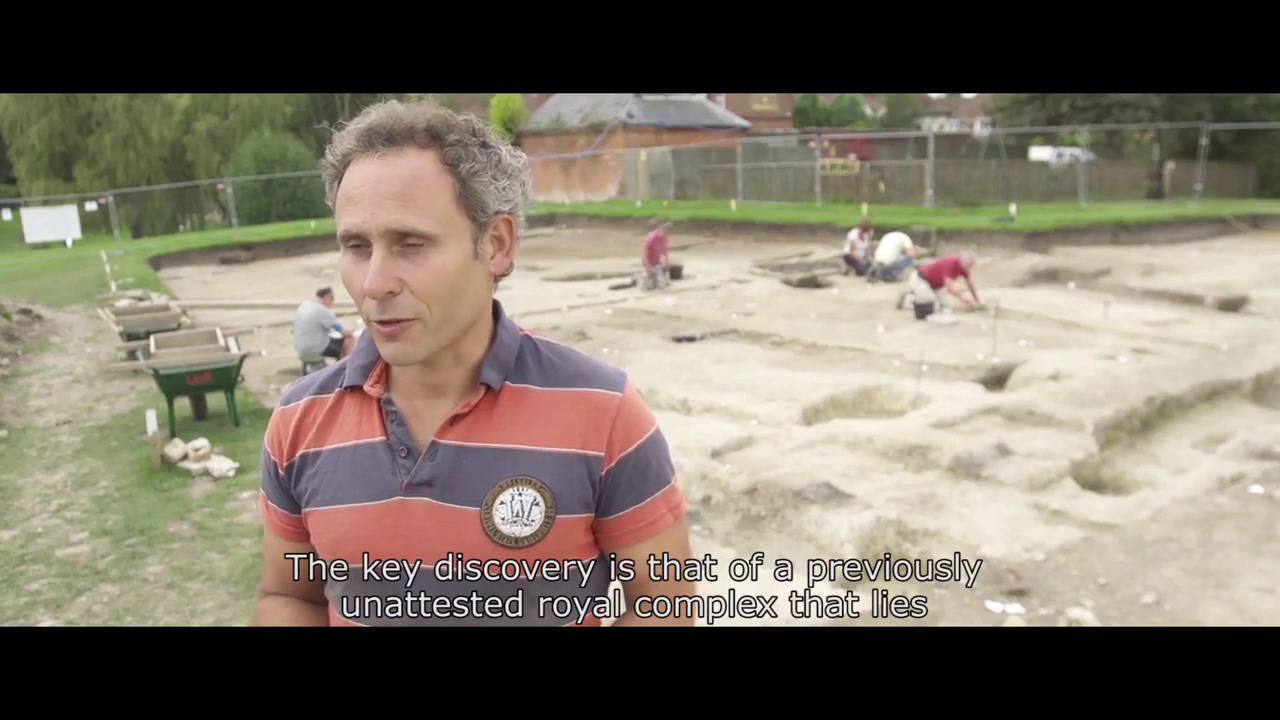 The key discovery is that of a previously
unattested royal complex that lies